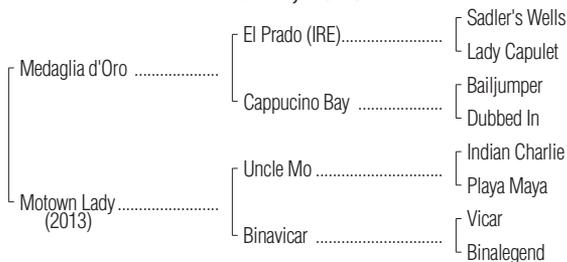 Sadler's Wells
El Prado (IRE)......................
Lady Capulet
Medaglia d'Oro ..................
Bailjumper
Cappucino Bay ..................
Dubbed In
Indian Charlie
Uncle Mo ...........................
Playa Maya
Motown Lady......................
(2013)
Vicar
Binavicar ...........................
Binalegend